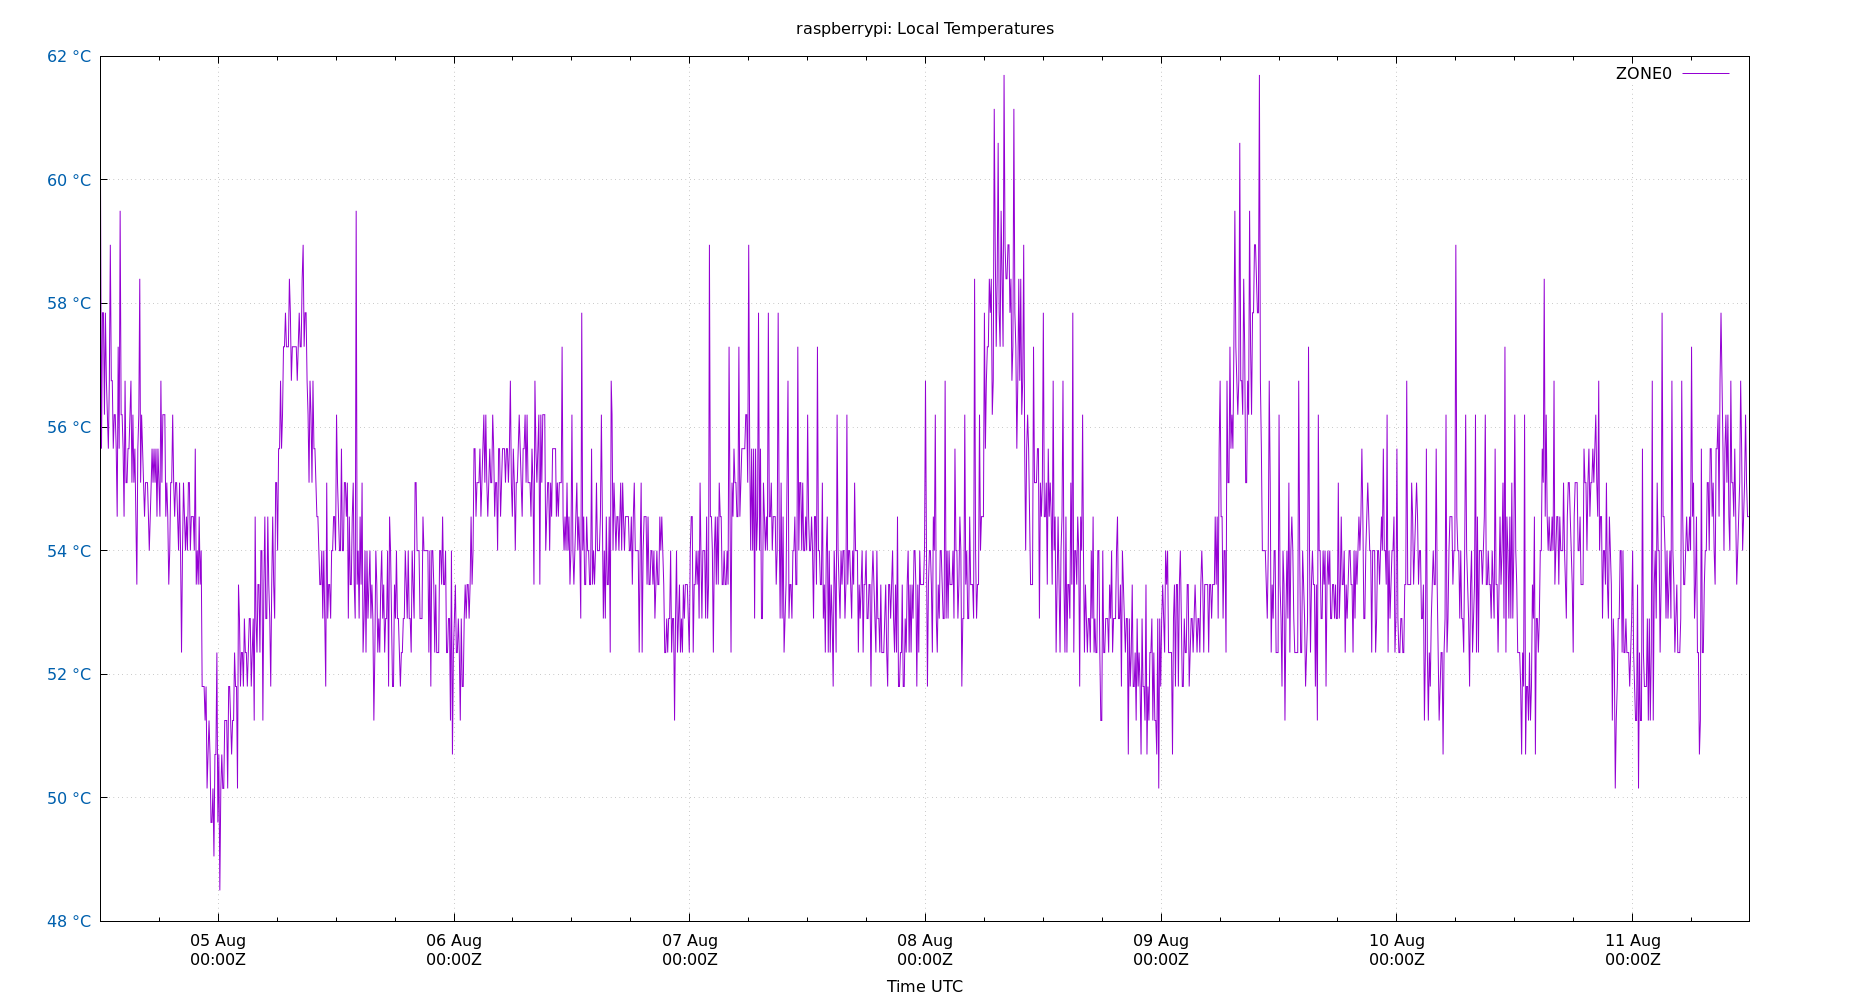 raspberrypi: Local Temperatures
ZONE0
62 °C
60 °C
58 °C
56 °C
54 °C
52 °C
50 °C
48 °C
05 Aug
00:00Z
06 Aug
00:00Z
07 Aug
00:00Z
08 Aug
00:00Z
09 Aug
00:00Z
10 Aug
00:00Z
11 Aug
00:00Z
Time UTC